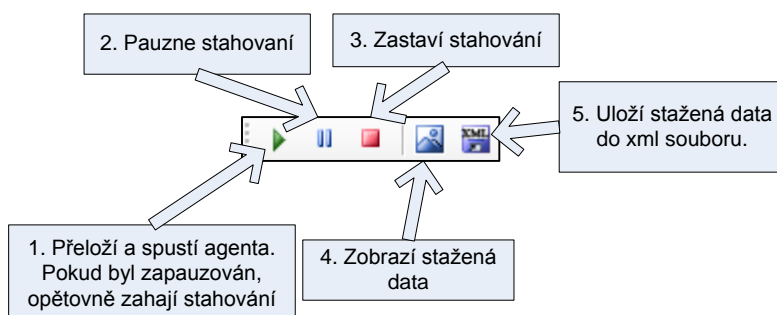 2. Pauzne stahovaní
3. Zastaví stahování
5. Uloží stažená data
do xml souboru.
XML
1. Přeloží a spustí agenta.
Pokud byl zapauzován,
opětovně zahají stahování
4. Zobrazí stažená
data